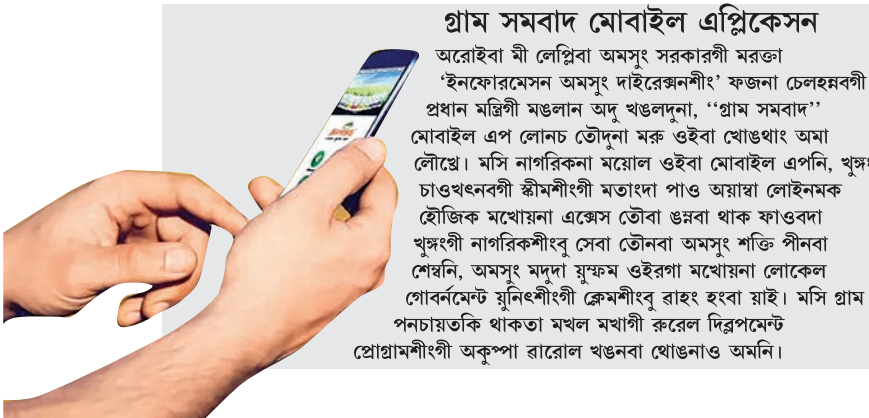 গ্রাম সমবাদ মোবাইল এপ্লিকেসন
অরোইবা মী লেপ্লিবা অমসুং সরকারগী মরক্তা
‘ইনফোরমেসন অমসুং দাইরেক্সনশীং’ ফজনা চেলহন্নবগী
প্রধান মন্ত্রিগী মঙলান অদু খঙলদুনা, ‘‘গ্রাম সমবাদ’’
মোবাইল এপ লোনচ তৌদুনা মরু ওইবা খোঙথাং অমা
লৌখ্রে। মসি নাগরিকনা ময়োল ওইবা মোবাইল এপনি,
চাওখৎনবগী স্কীমশীংগী মতাংদা পাও অয়াম্বা লোইনমক
হৌজিক মখোয়না এক্সেস তৌবা ঙম্নবা থাক ফাওবদা
খুঙ্গংগী নাগরিকশীংবু সেবা তৌনবা অমসুং শক্তি পীনবা
শেম্বনি, অমসুং মদুদা য়ুম্ফম ওইরগা মখোয়না লোকেল
গোবর্নমেন্ট য়ুনিৎশীংগী ক্লেমশীংবু ৱাহং হংবা য়াই। মসি গ্রাম
পনচায়তকি থাকতা মখল মখাগী রুরেল দিব্লপমেন্ট
প্রোগ্রামশীংগী অকুপ্পা ৱারোল খঙনবা থোঙনাও অমনি।